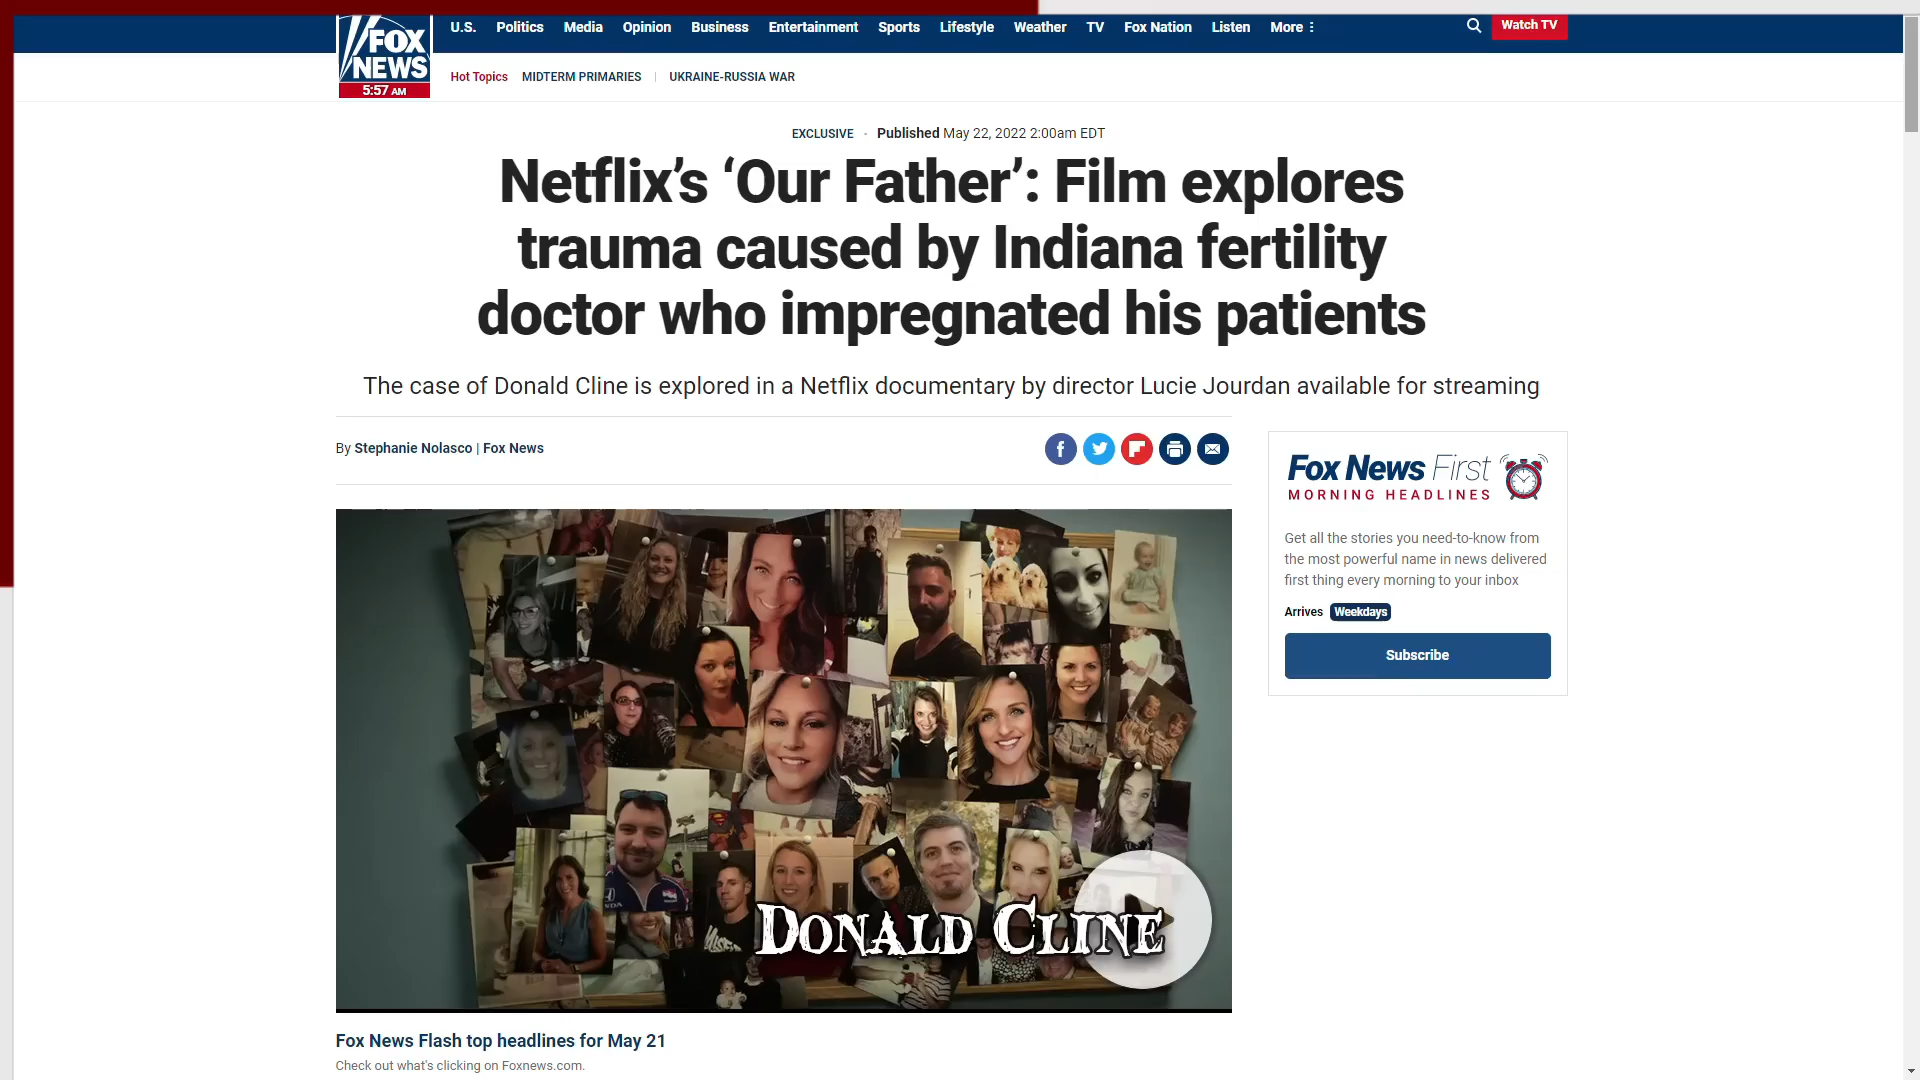 U.S. Politics Media Opinion Business Entertainment Sports Lifestyle Weather TV Fox Nation Listen More Watch TV
FOX
NEWS
5:57 AM
Hot Topics MIDTERM PRIMARIES UKRAINE-RUSSIA WAR
EXCLUSIVE · Published May 22, 2022 2:00am EDT
Netflix’s ‘Our Father’: Film explores
trauma caused by Indiana fertility
doctor who impregnated his patients
The case of Donald Cline is explored in a Netflix documentary by director Lucie Jourdan available for streaming
By Stephanie Nolasco | Fox News
Fox News First
MORNING HEADLINES
Get all the stories you need-to-know from
the most powerful name in news delivered
first thing every morning to your inbox
Arrives Weekdays
Subscribe
DONALD CLINE
Fox News Flash top headlines for May 21
Check out what's clicking on Foxnews.com.